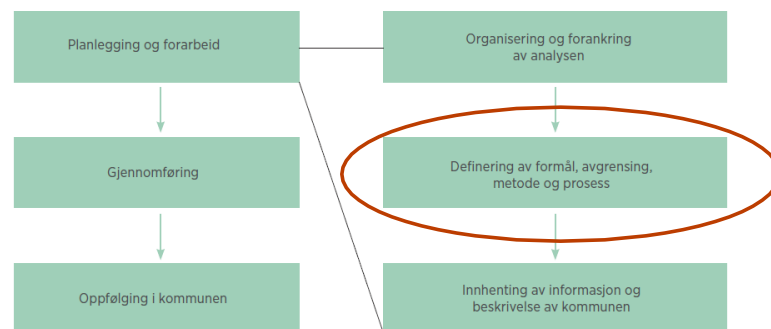 Planlegging og forarbeid
Organisering og forankring
av analysen
Gjennomføring
Definering av formål, avgrensing,
metode og prosess
Oppfølging i kommunen
Innhenting av informasjon og
beskrivelse av kommunen